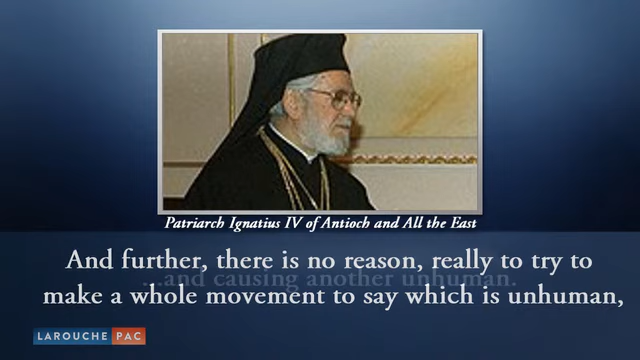 Patriarch Ignatius IV of Antioch and All the East
And further, there is no reason, really to try to
...and causing another unhuman.
make a whole movement to say which is unhuman,
LAROUCHE PAC